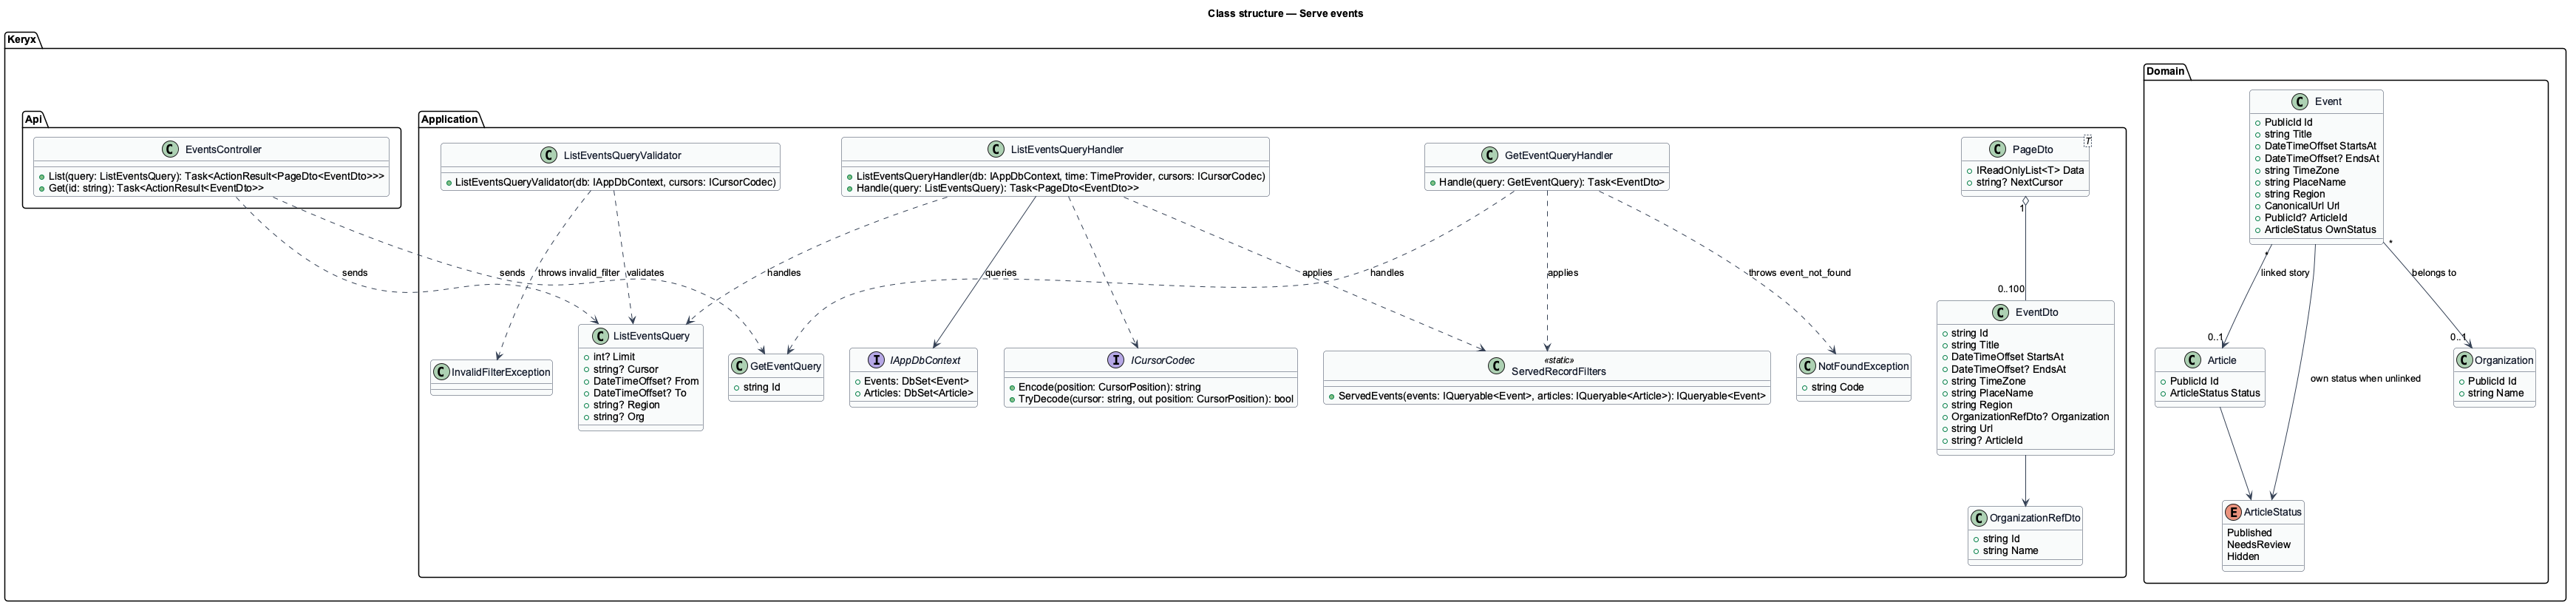 Class structure — Serve events
Keryx
Api
EventsController
List(query: ListEventsQuery): Task<ActionResult<PageDto<EventDto>>>
Get(id: string): Task<ActionResult<EventDto>>
Application
ListEventsQueryValidator
ListEventsQueryValidator(db: IAppDbContext, cursors: ICursorCodec)
ListEventsQueryHandler
ListEventsQueryHandler(db: IAppDbContext, time: TimeProvider, cursors: ICursorCodec)
Handle(query: ListEventsQuery): Task<PageDto<EventDto>>
GetEventQueryHandler
Handle(query: GetEventQuery): Task<EventDto>
PageDto
T
IReadOnlyList<T> Data
string? NextCursor
1
0..100
sends
sends
throws invalid_filter
validates
handles
queries
applies
handles
applies
throws event_not_found
InvalidFilterException
ListEventsQuery
int? Limit
string? Cursor
DateTimeOffset? From
DateTimeOffset? To
string? Region
string? Org
GetEventQuery
string Id
IAppDbContext
Events: DbSet<Event>
Articles: DbSet<Article>
ICursorCodec
Encode(position: CursorPosition): string
TryDecode(cursor: string, out position: CursorPosition): bool
«static»
ServedRecordFilters
ServedEvents(events: IQueryable<Event>, articles: IQueryable<Article>): IQueryable<Event>
NotFoundException
string Code
EventDto
string Id
string Title
DateTimeOffset StartsAt
DateTimeOffset? EndsAt
string TimeZone
string PlaceName
string Region
OrganizationRefDto? Organization
string Url
string? ArticleId
OrganizationRefDto
string Id
string Name
Domain
Event
PublicId Id
string Title
DateTimeOffset StartsAt
DateTimeOffset? EndsAt
string TimeZone
string PlaceName
string Region
CanonicalUrl Url
PublicId? ArticleId
ArticleStatus OwnStatus
*
*
linked story
belongs to
0..1
0..1
own status when unlinked
Article
PublicId Id
ArticleStatus Status
Organization
PublicId Id
string Name
ArticleStatus
Published
NeedsReview
Hidden